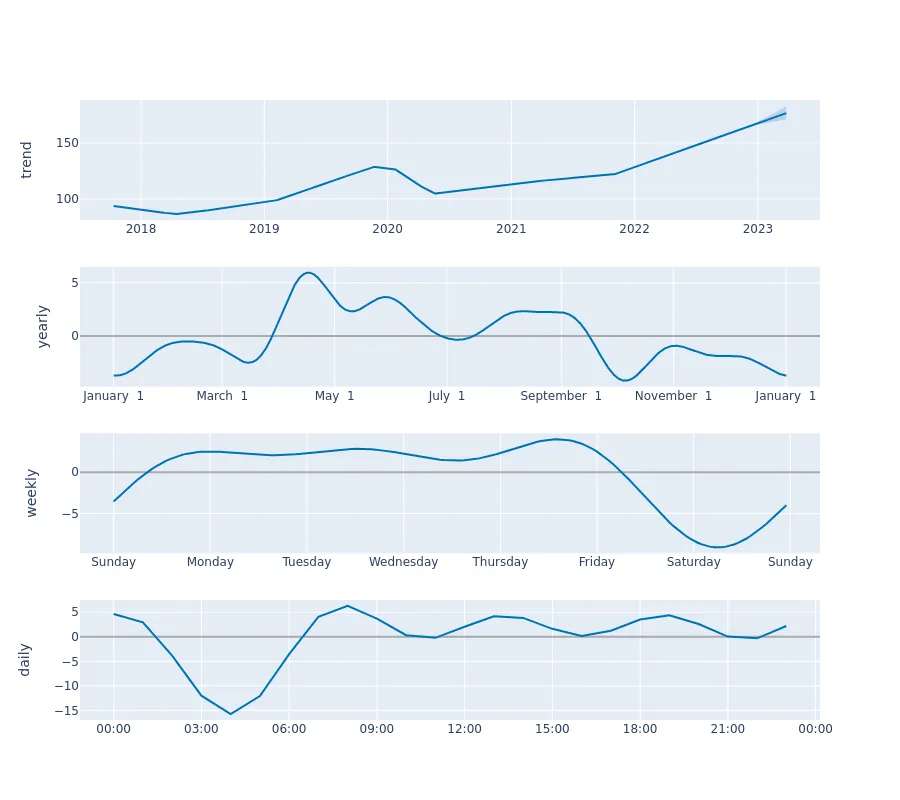 trend
150
100
2018 2019 2020 2021 2022 2023
yearly
5
0
January 1 March 1 May 1 July 1 September 1 November 1 January 1
weekly
0
−5
Sunday Monday Tuesday Wednesday Thursday Friday Saturday Sunday
daily
5
0
−5
−10
−15
00:00 03:00 06:00 09:00 12:00 15:00 18:00 21:00 00:00